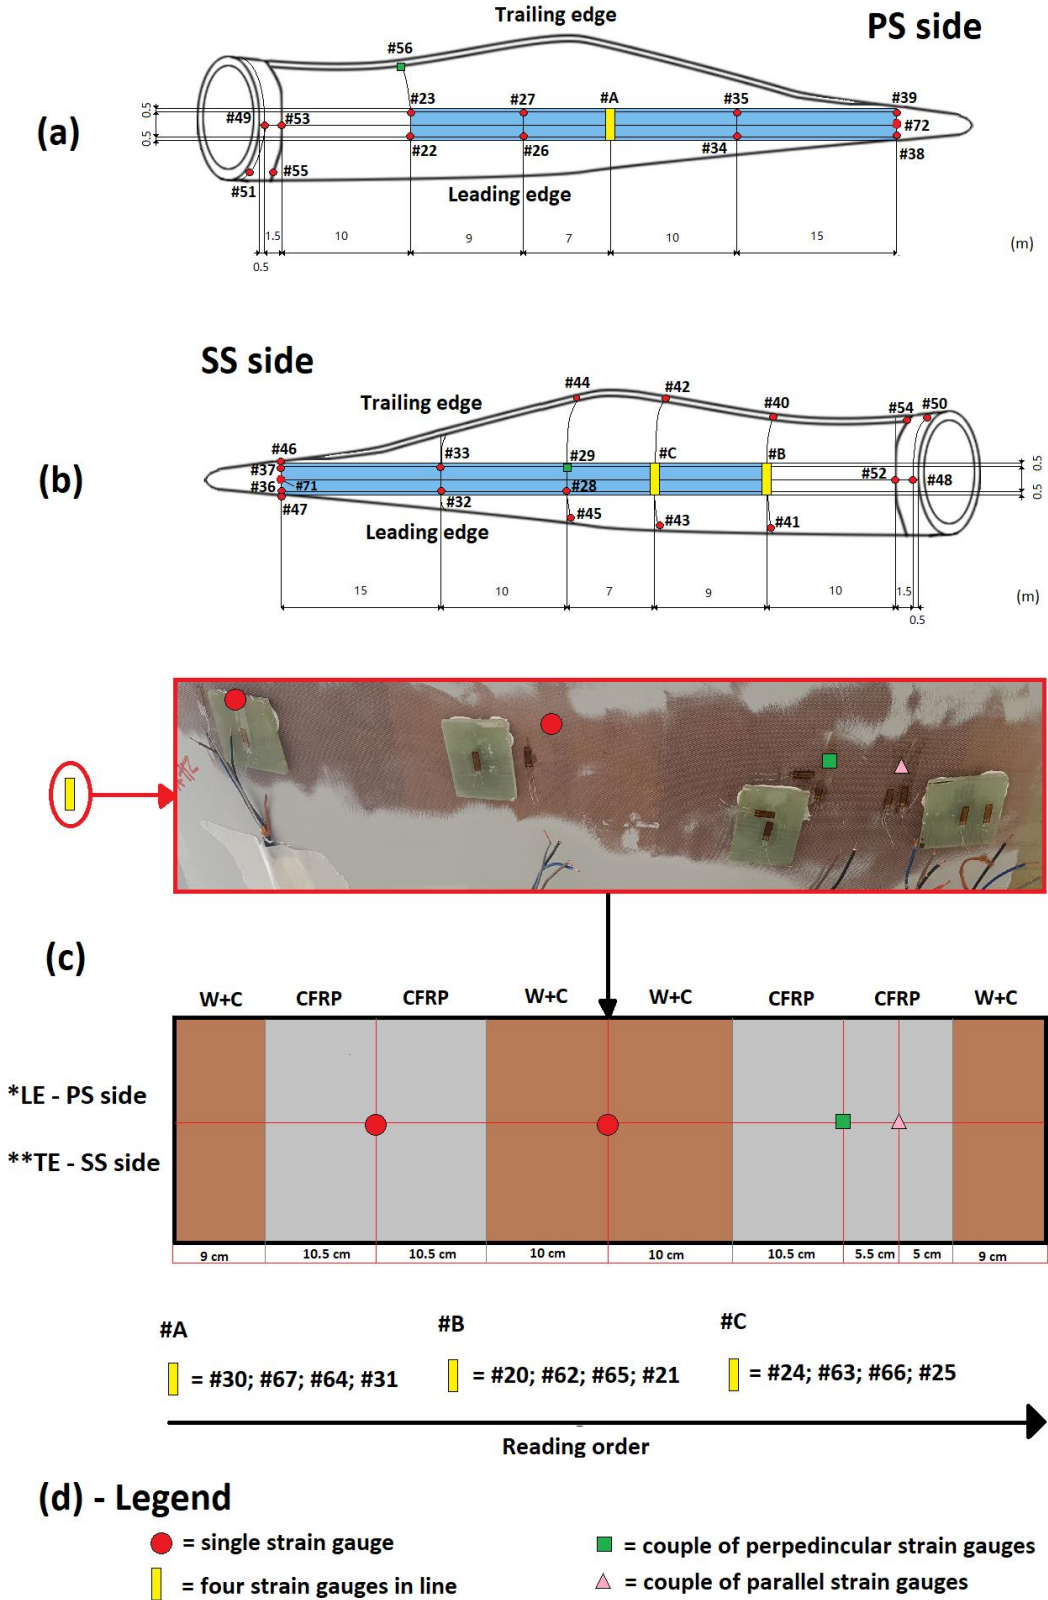 Trailing edge
PS side
#56
#23
#27
#A
#35
#39
0.5
(a)
#49
#53
#72
0.5
#22
#26
#34
#38
#51
#55
Leading edge
1.5
10
9
7
10
15
(m)
0.5
SS side
#44
#42
Trailing edge
#40
#54
#50
#46
#33
#29
#C
#B
#37
0.5
(b)
#52
#48
#36
#71
#28
0.5
#47
#32
#45
#43
#41
Leading edge
15
10
7
9
10
1.5
(m)
0.5
(c)
W+C
CFRP
CFRP
W+C
W+C
CFRP
CFRP
W+C
*LE - PS side
**TE - SS side
9 cm
10.5 cm
10.5 cm
10 cm
10 cm
10.5 cm
5.5 cm
5 cm
9 cm
#A
#B
#C
= #30; #67; #64; #31
= #20; #62; #65; #21
= #24; #63; #66; #25
Reading order
(d) - Legend
= single strain gauge
= couple of perpedincular strain gauges
= four strain gauges in line
= couple of parallel strain gauges